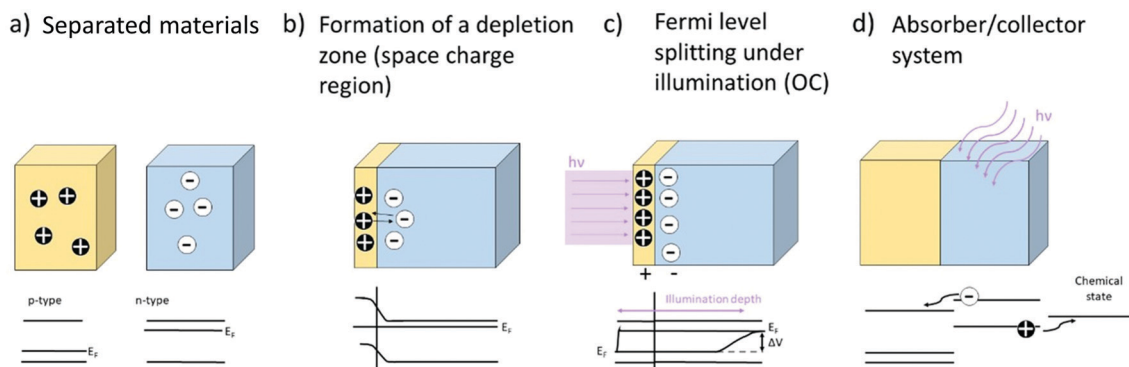 a) Separated materials
b) Formation of a depletion
zone (space charge
region)
c) Fermi level
splitting under
illumination (OC)
d) Absorber/collector
system
hν
hν
+ -
p-type
n-type
E_F
E_F
Illumination depth
E_F
E_F
ΔV
Chemical
state